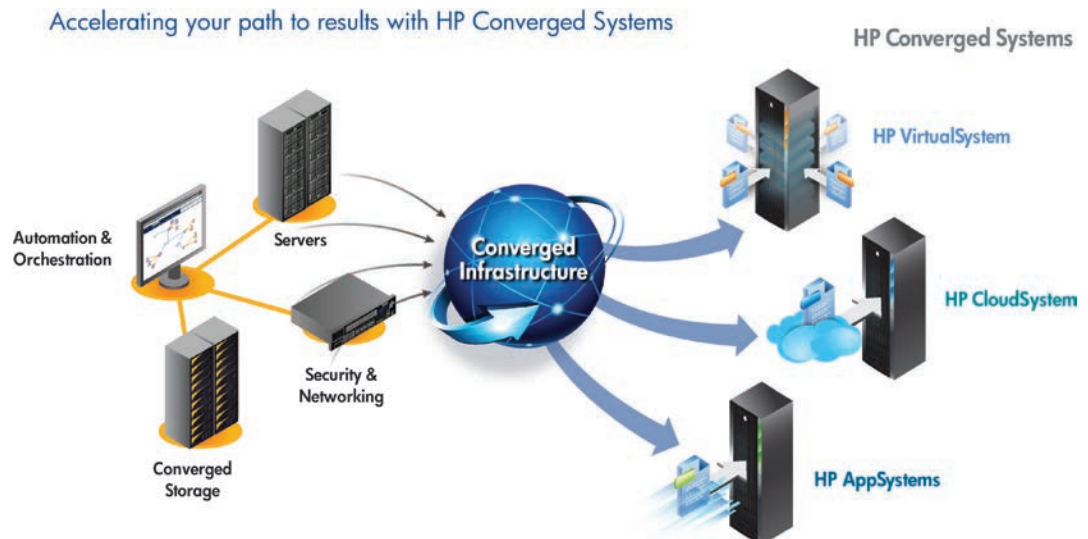 Accelerating your path to results with HP Converged Systems
HP Converged Systems
HP VirtualSystem
Automation &
Orchestration
Servers
Converged
Infrastructure
HP CloudSystem
Security &
Networking
Converged
Storage
HP AppSystems